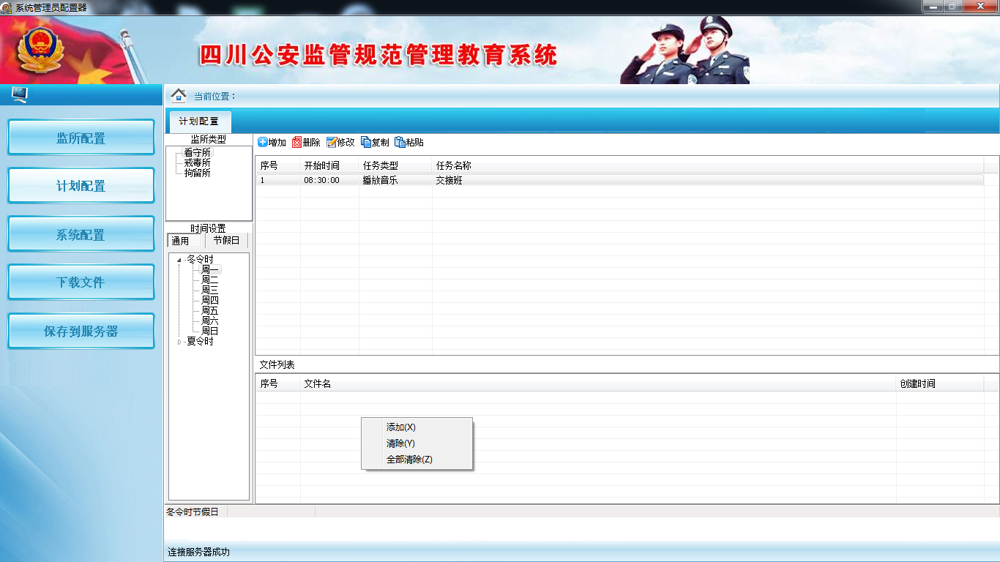 系统管理员配置器
四川公安监管规范管理教育系统
当前位置：
监所配置
计划配置
系统配置
下载文件
保存到服务器
计划配置
监所类型
看守所
戒毒所
拘留所
时间设置
通用 节假日
冬令时
周一
周二
周三
周四
周五
周六
周日
夏令时
增加 删除 修改 复制 粘贴
序号 开始时间 任务类型 任务名称
1 08:30:00 播放音乐 交接班
文件列表
序号 文件名 创建时间
添加(X)
清除(Y)
全部清除(Z)
冬令时节假日
连接服务器成功